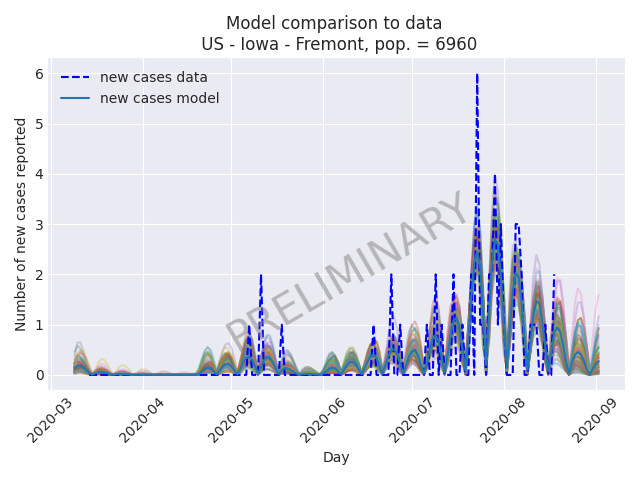 Model comparison to data
US - Iowa - Fremont, pop. = 6960
new cases data
new cases model
PRELIMINARY
Number of new cases reported
6
5
4
3
2
1
0
2020-03
2020-04
2020-05
2020-06
2020-07
2020-08
2020-09
Day